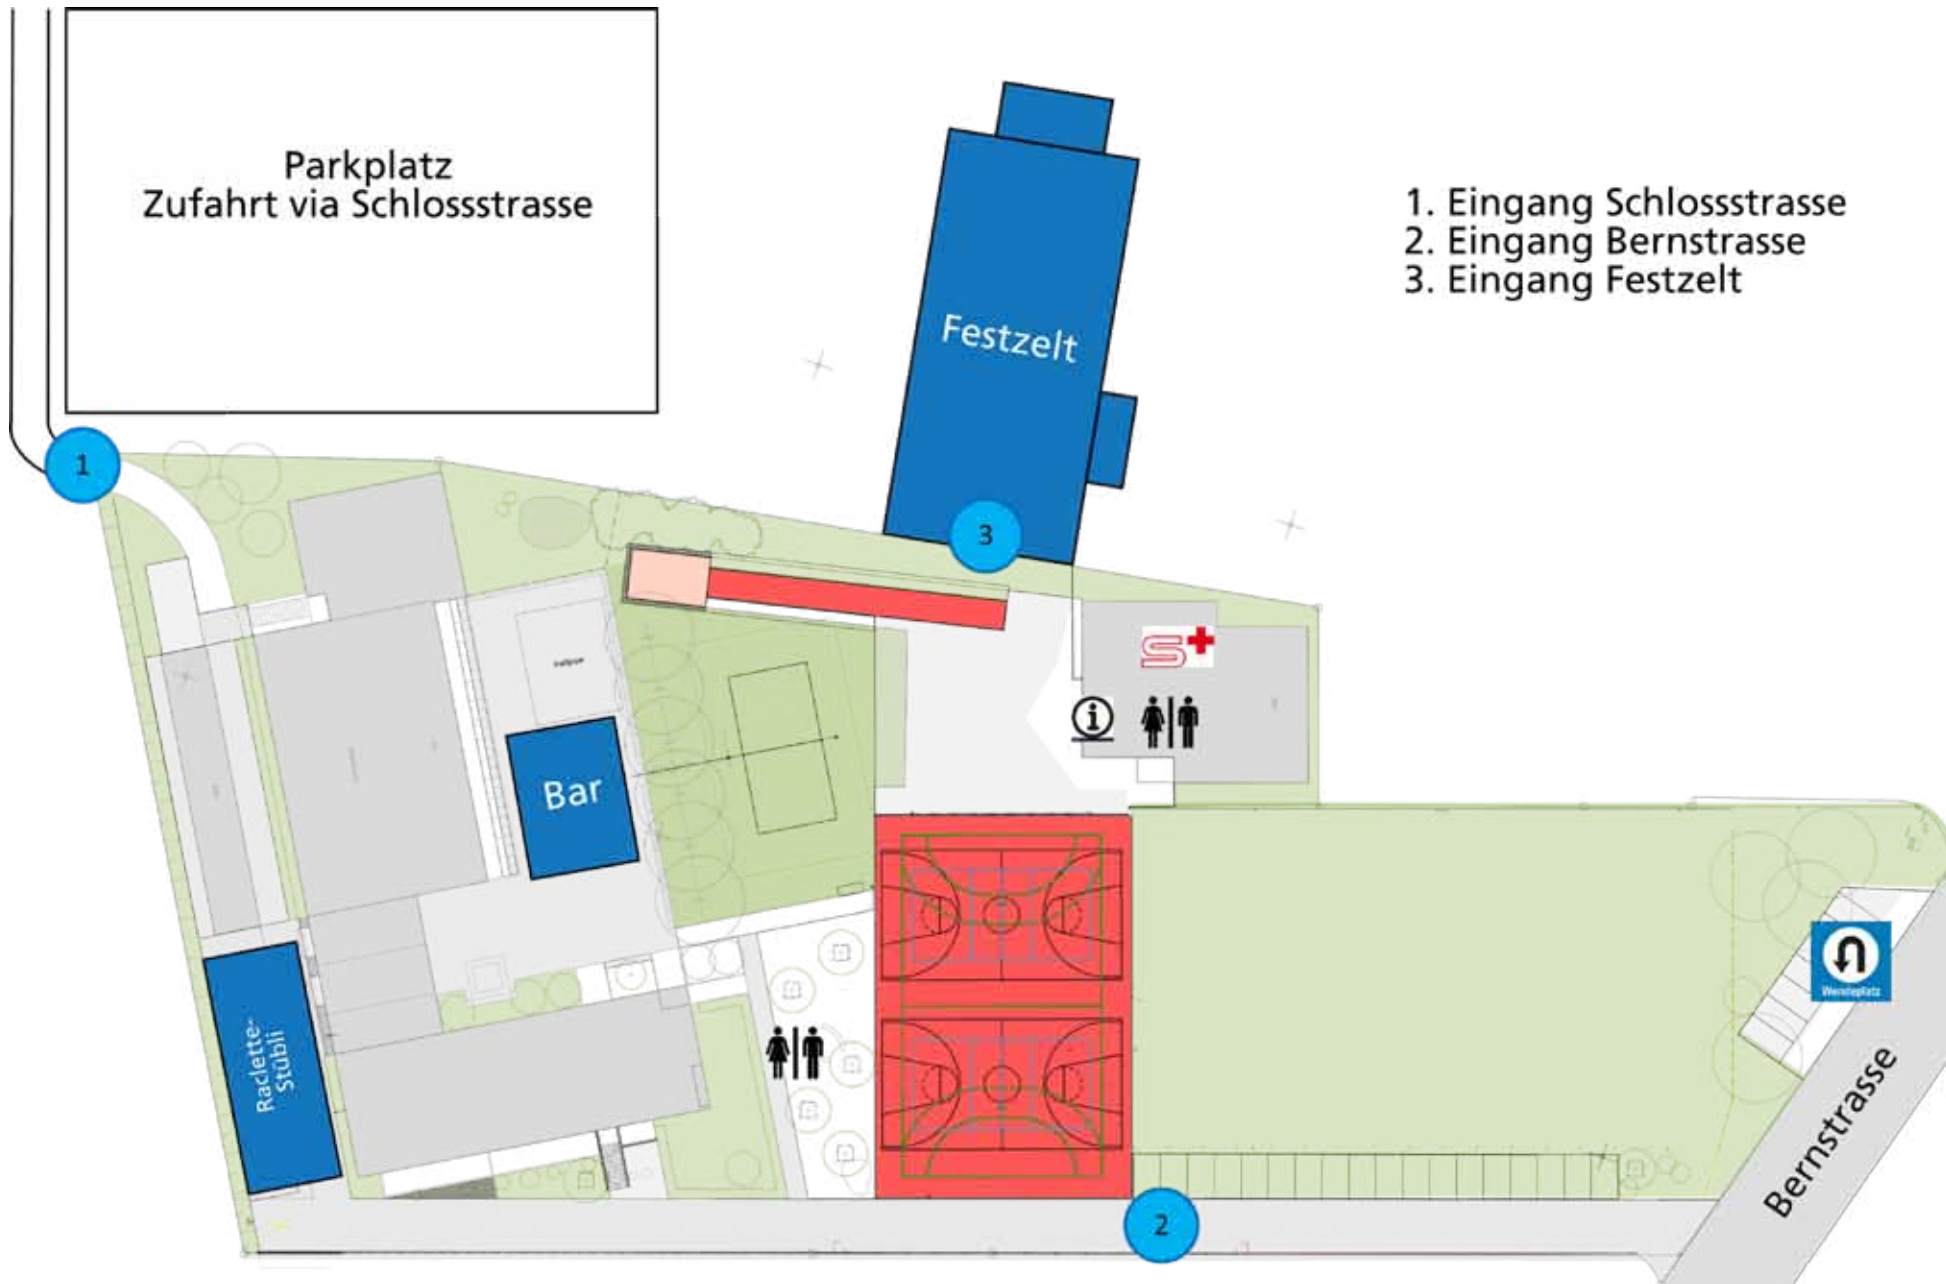 Parkplatz
Zufahrt via Schlossstrasse
1. Eingang Schlossstrasse
2. Eingang Bernstrasse
3. Eingang Festzelt
Festzelt
1
3
i
Bar
Raclette-
Stübli
Wendeplatz
Bernstrasse
2